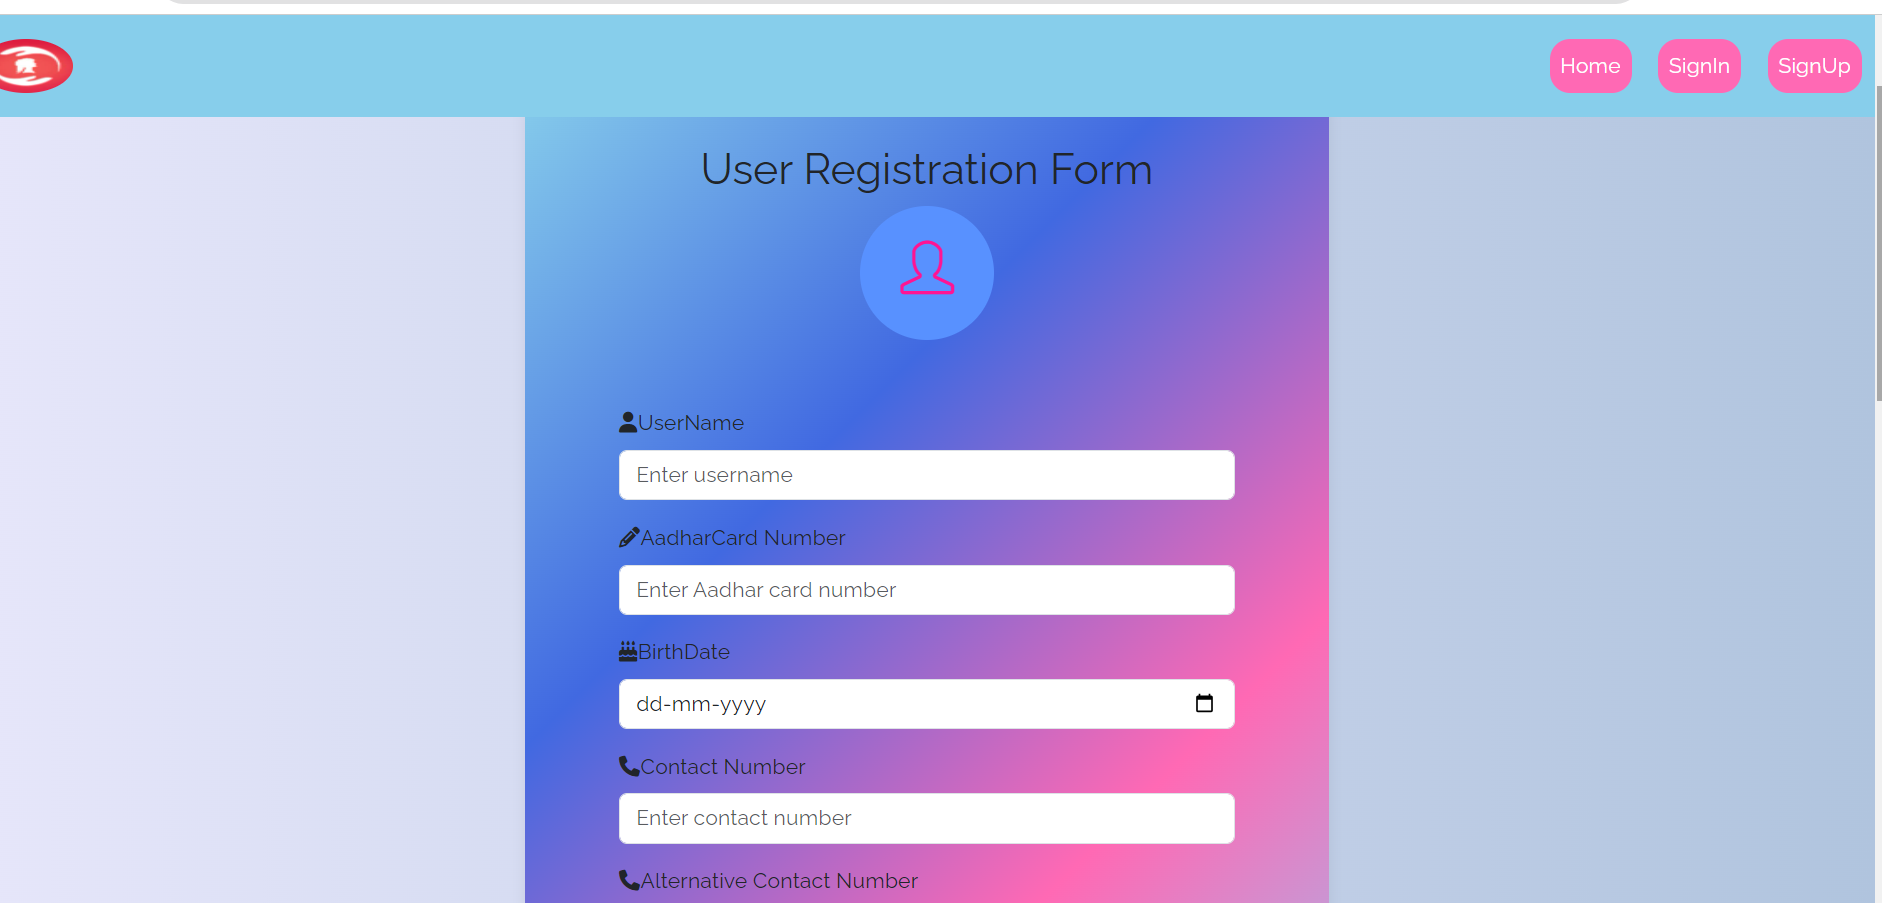 Home SignIn SignUp
User Registration Form
UserName
Enter username
AadharCard Number
Enter Aadhar card number
BirthDate
dd-mm-yyyy
Contact Number
Enter contact number
Alternative Contact Number